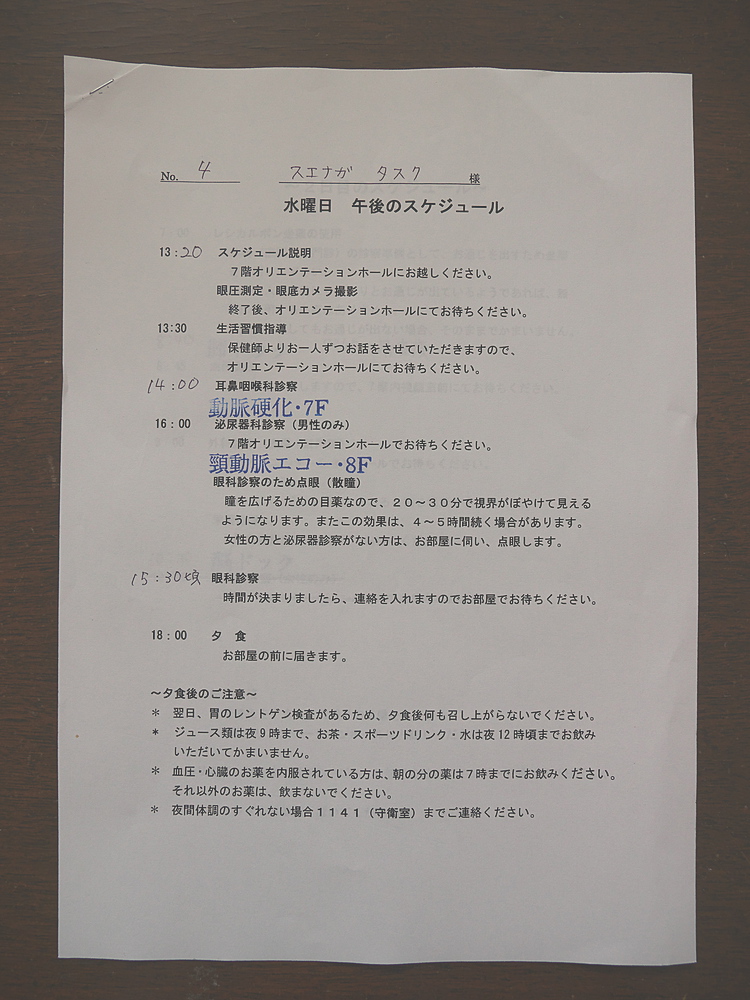 No. 4 スエナガ タスク 様
水曜日 午後のスケジュール
13:20 スケジュール説明
7階オリエンテーションホールにお越しください。
眼圧測定・眼底カメラ撮影
終了後、オリエンテーションホールにてお待ちください。
13:30 生活習慣指導
保健師よりお一人ずつお話をさせていただきますので、
オリエンテーションホールにてお待ちください。
14:00 耳鼻咽喉科診察
動脈硬化・7F
16:00 泌尿器科診察(男性のみ)
7階オリエンテーションホールでお待ちください。
頸動脈エコー・8F
眼科診察のため点眼(散瞳)
瞳を広げるための目薬なので、20~30分で視界がぼやけて見える
ようになります。またこの効果は、4~5時間続く場合があります。
女性の方と泌尿器診察がない方は、お部屋に伺い、点眼します。
15:30頃 眼科診察
時間が決まりましたら、連絡を入れますのでお部屋でお待ちください。
18:00 夕 食
お部屋の前に届きます。
~夕食後のご注意~
* 翌日、胃のレントゲン検査があるため、夕食後何も召し上がらないでください。
* ジュース類は夜9時まで、お茶・スポーツドリンク・水は夜12時頃までお飲み
いただいてかまいません。
* 血圧・心臓のお薬を内服されている方は、朝の分の薬は7時までにお飲みください。
それ以外のお薬は、飲まないでください。
* 夜間体調のすぐれない場合1141(守衛室)までご連絡ください。